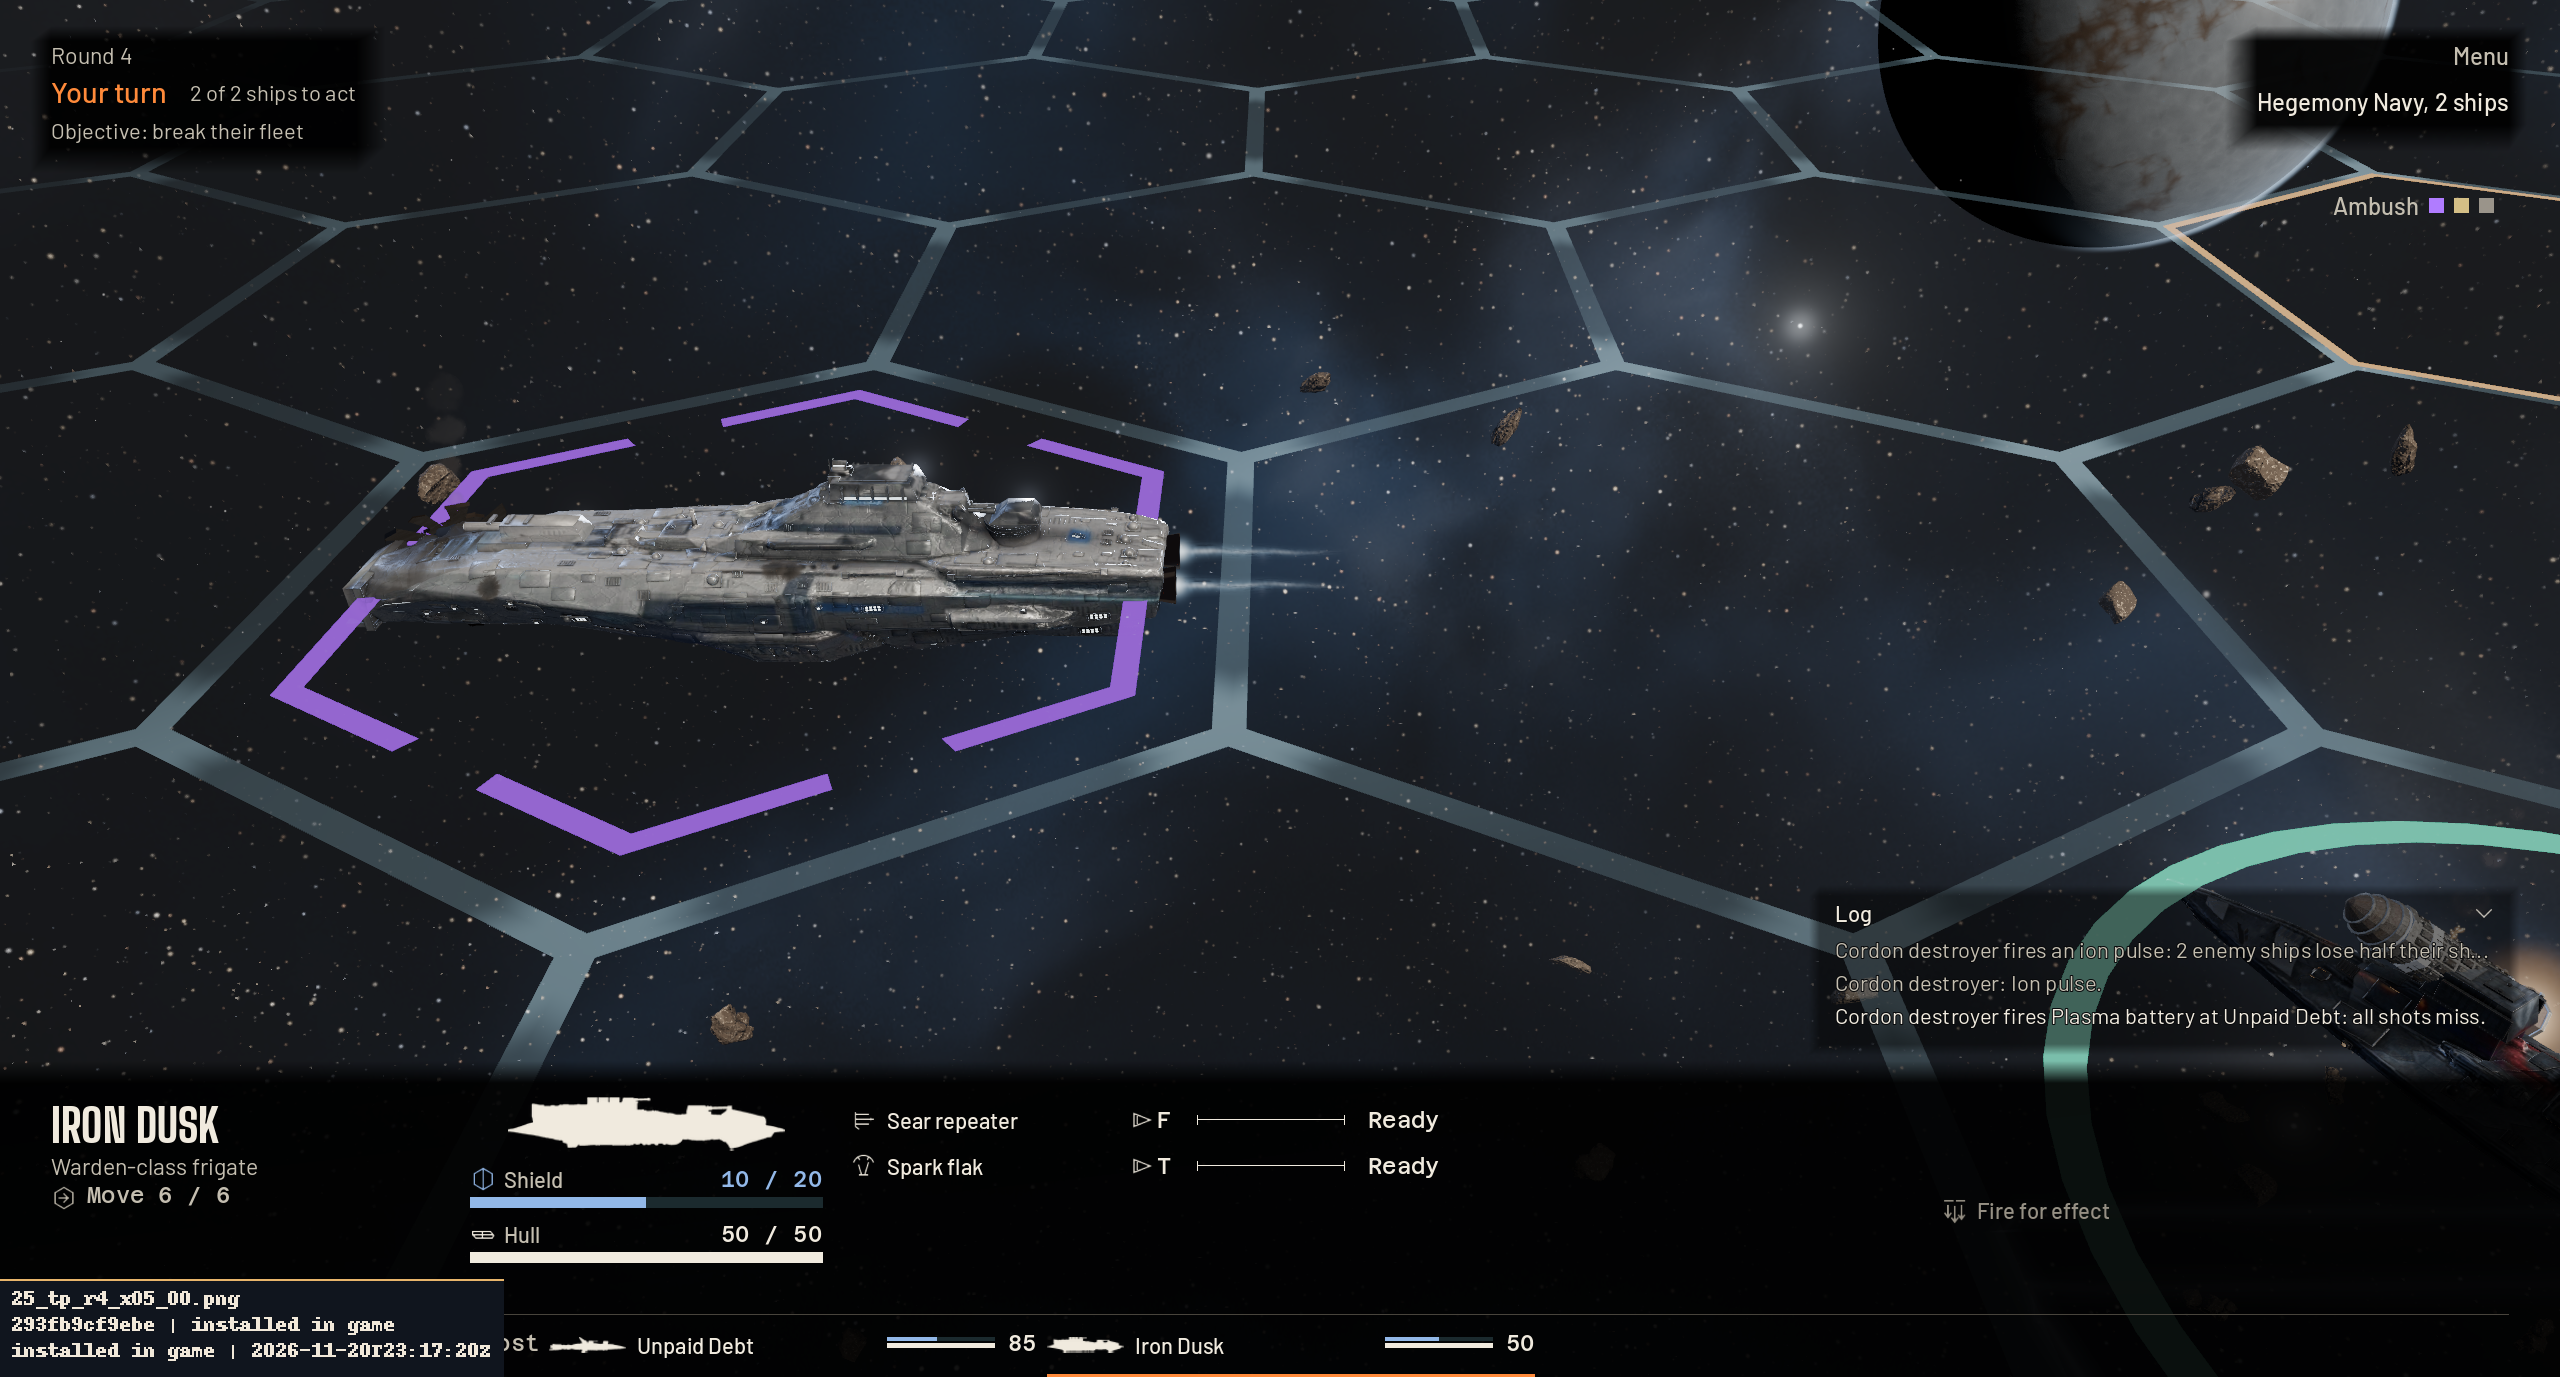 Round 4
Your turn 2 of 2 ships to act
Objective: break their fleet
Menu
Hegemony Navy, 2 ships
Ambush
Log
Cordon destroyer fires an ion pulse: 2 enemy ships lose half their sh...
Cordon destroyer: Ion pulse.
Cordon destroyer fires Plasma battery at Unpaid Debt: all shots miss.
IRON DUSK
Warden-class frigate
Move 6 / 6
Shield 10 / 20
Hull 50 / 50
Sear repeater F Ready
Spark flak T Ready
Fire for effect
25_tp_r4_x05_00.png
293fb9cf9ebe | installed in game
installed in game | 2026-11-20T23:17:20Z
ost Unpaid Debt 85 Iron Dusk 50